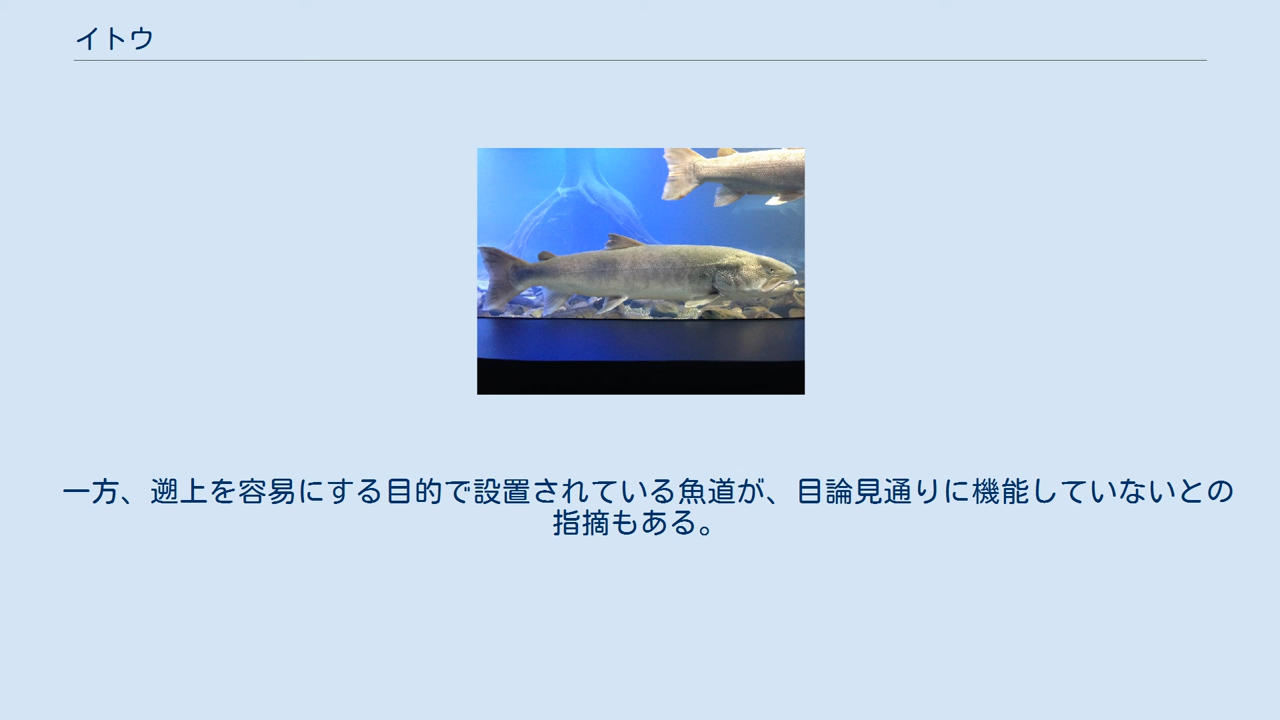 イトウ
一方、遡上を容易にする目的で設置されている魚道が、目論見通りに機能していないとの
指摘もある。